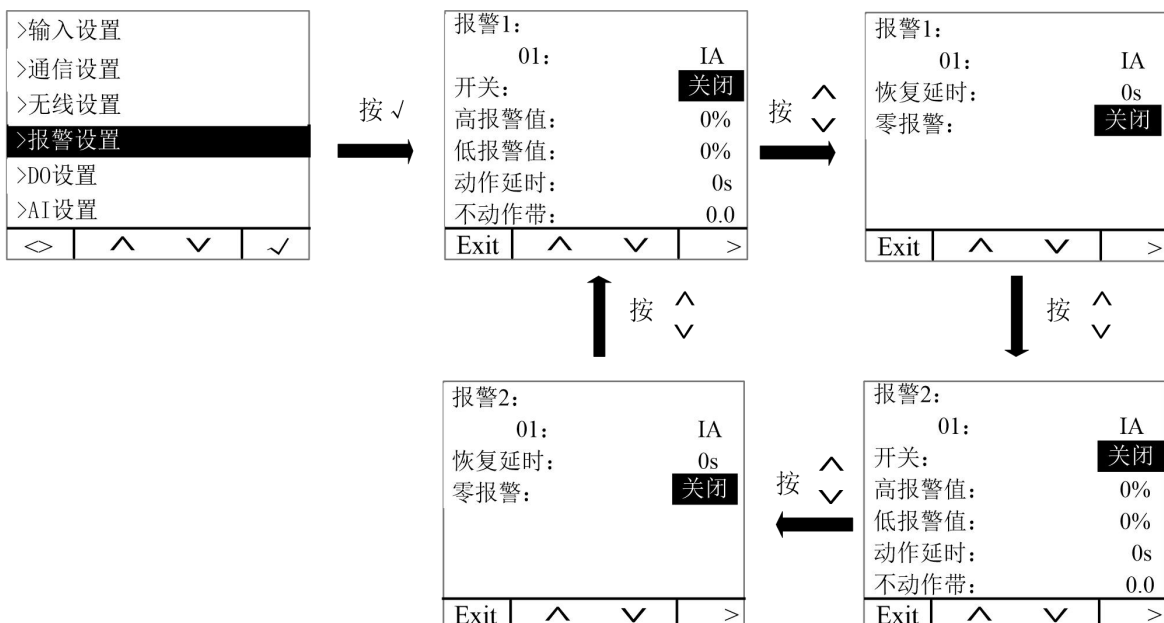 >输入设置
>通信设置
>无线设置
>报警设置
>DO设置
>AI设置
<> ∧ ∨ √
按√
报警1:
01: IA
开关: 关闭
高报警值: 0%
低报警值: 0%
动作延时: 0s
不动作带: 0.0
Exit ∧ ∨ >
按 ∧ ∨
报警1:
01: IA
恢复延时: 0s
零报警: 关闭
Exit ∧ ∨ >
按 ∧ ∨
报警2:
01: IA
开关: 关闭
高报警值: 0%
低报警值: 0%
动作延时: 0s
不动作带: 0.0
Exit ∧ ∨ >
按 ∧ ∨
报警2:
01: IA
恢复延时: 0s
零报警: 关闭
Exit ∧ ∨ >
按 ∧ ∨